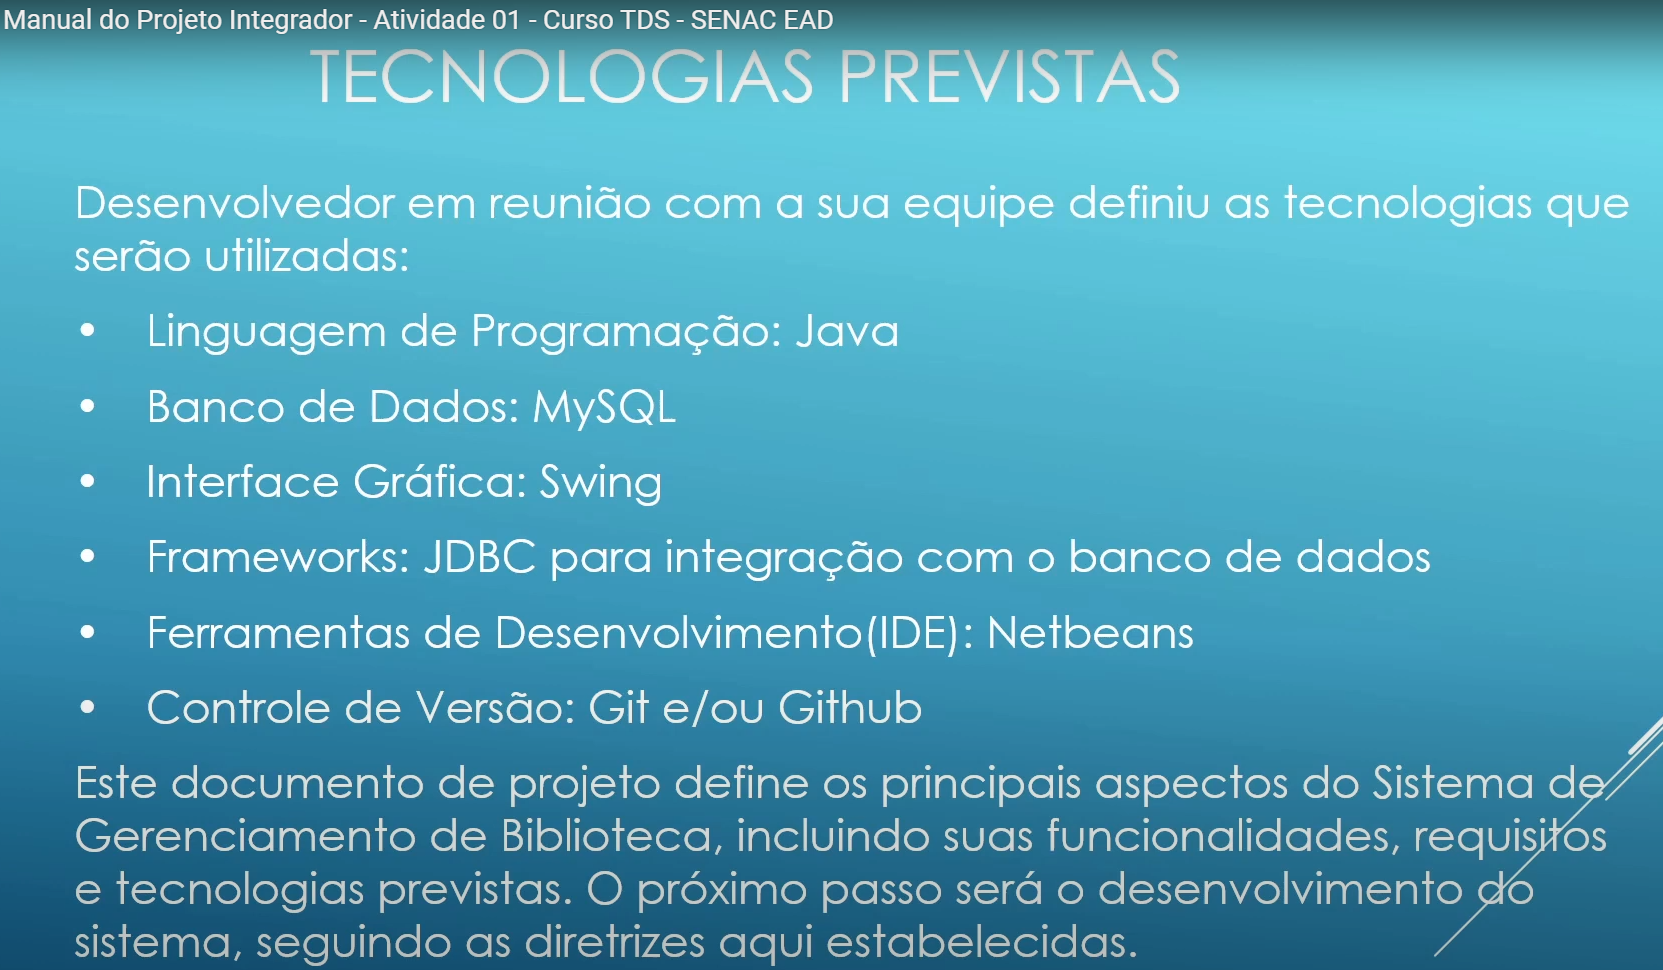 Manual do Projeto Integrador - Atividade 01 - Curso TDS - SENAC EAD
TECNOLOGIAS PREVISTAS
Desenvolvedor em reunião com a sua equipe definiu as tecnologias que
serão utilizadas:
• Linguagem de Programação: Java
• Banco de Dados: MySQL
• Interface Gráfica: Swing
• Frameworks: JDBC para integração com o banco de dados
• Ferramentas de Desenvolvimento(IDE): Netbeans
• Controle de Versão: Git e/ou Github
Este documento de projeto define os principais aspectos do Sistema de
Gerenciamento de Biblioteca, incluindo suas funcionalidades, requisitos
e tecnologias previstas. O próximo passo será o desenvolvimento do
sistema, seguindo as diretrizes aqui estabelecidas.